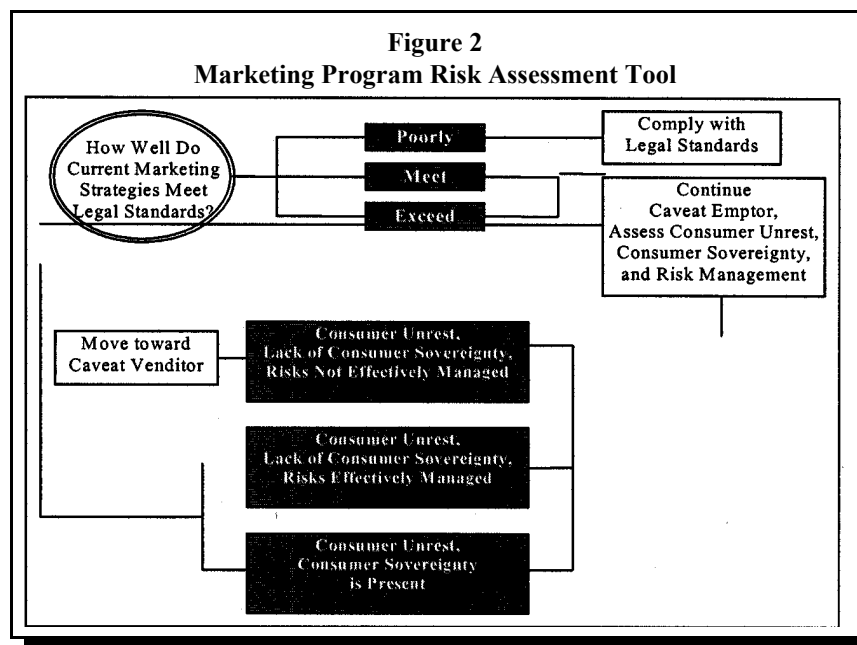 Figure 2
Marketing Program Risk Assessment Tool
How Well Do
Current Marketing
Strategies Meet
Legal Standards?
Poorly
Meet
Exceed
Comply with
Legal Standards
Continue
Caveat Emptor,
Assess Consumer Unrest,
Consumer Sovereignty,
and Risk Management
Move toward
Caveat Venditor
Consumer Unrest,
Lack of Consumer Sovereignty,
Risks Not Effectively Managed
Consumer Unrest,
Lack of Consumer Sovereignty,
Risks Effectively Managed
Consumer Unrest,
Consumer Sovereignty
is Present